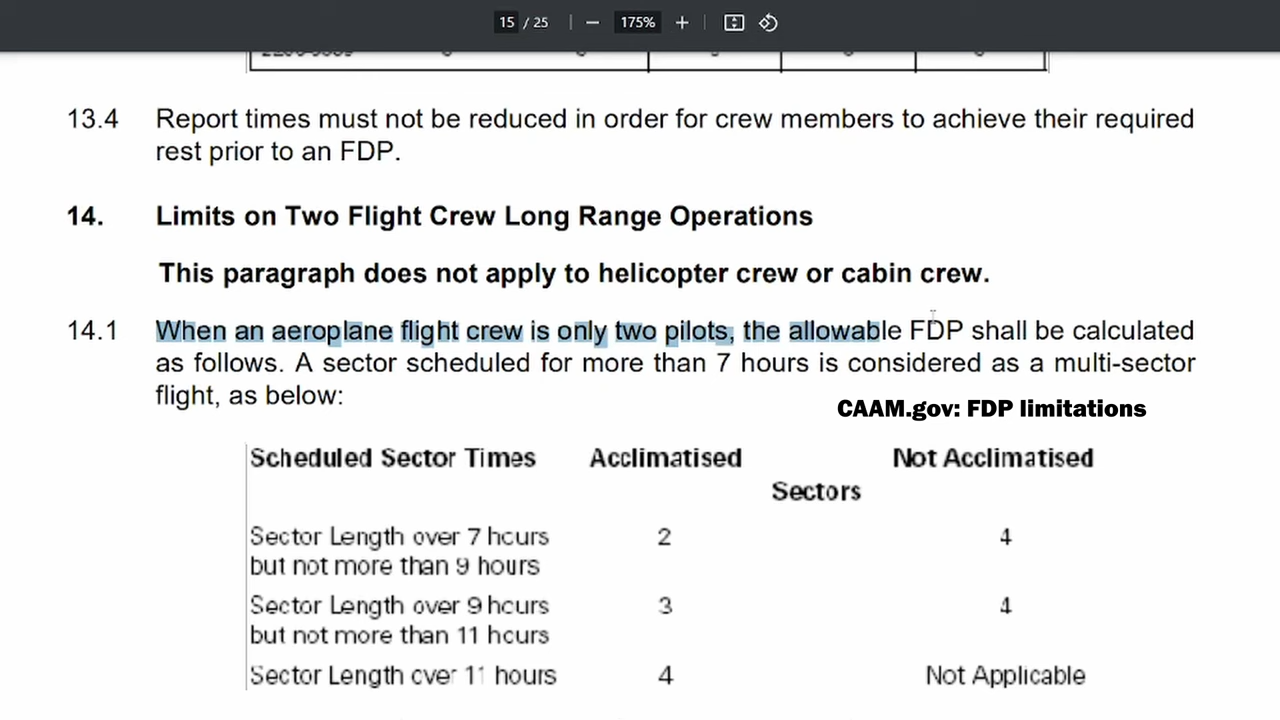 15 / 25 175%
13.4 Report times must not be reduced in order for crew members to achieve their required
rest prior to an FDP.
14. Limits on Two Flight Crew Long Range Operations
This paragraph does not apply to helicopter crew or cabin crew.
14.1 When an aeroplane flight crew is only two pilots, the allowable FDP shall be calculated
as follows. A sector scheduled for more than 7 hours is considered as a multi-sector
flight, as below:
CAAM.gov: FDP limitations
Scheduled Sector Times Acclimatised Not Acclimatised
Sectors
Sector Length over 7 hours 2 4
but not more than 9 hours
Sector Length over 9 hours 3 4
but not more than 11 hours
Sector Length over 11 hours 4 Not Applicable